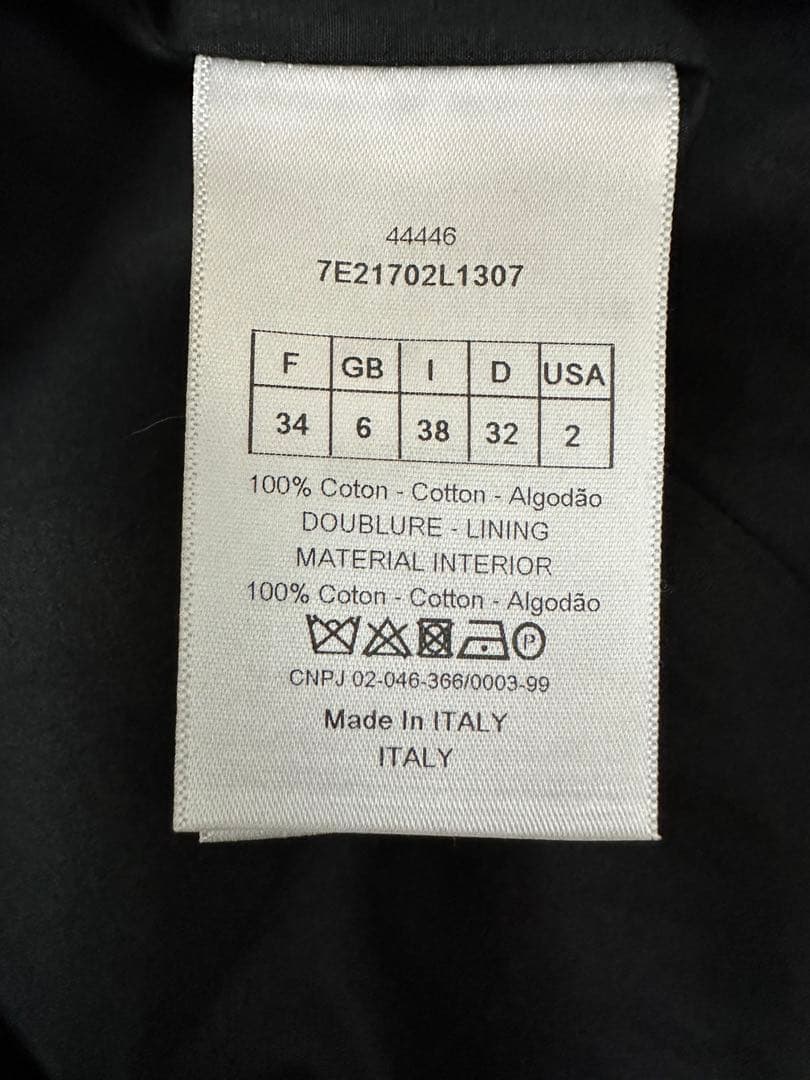 44446
7E21702L1307
F GB I D USA
34 6 38 32 2
100% Coton - Cotton - Algodão
DOUBLURE - LINING
MATERIAL INTERIOR
100% Coton - Cotton - Algodão
P
CNPJ 02-046-366/0003-99
Made In ITALY
ITALY